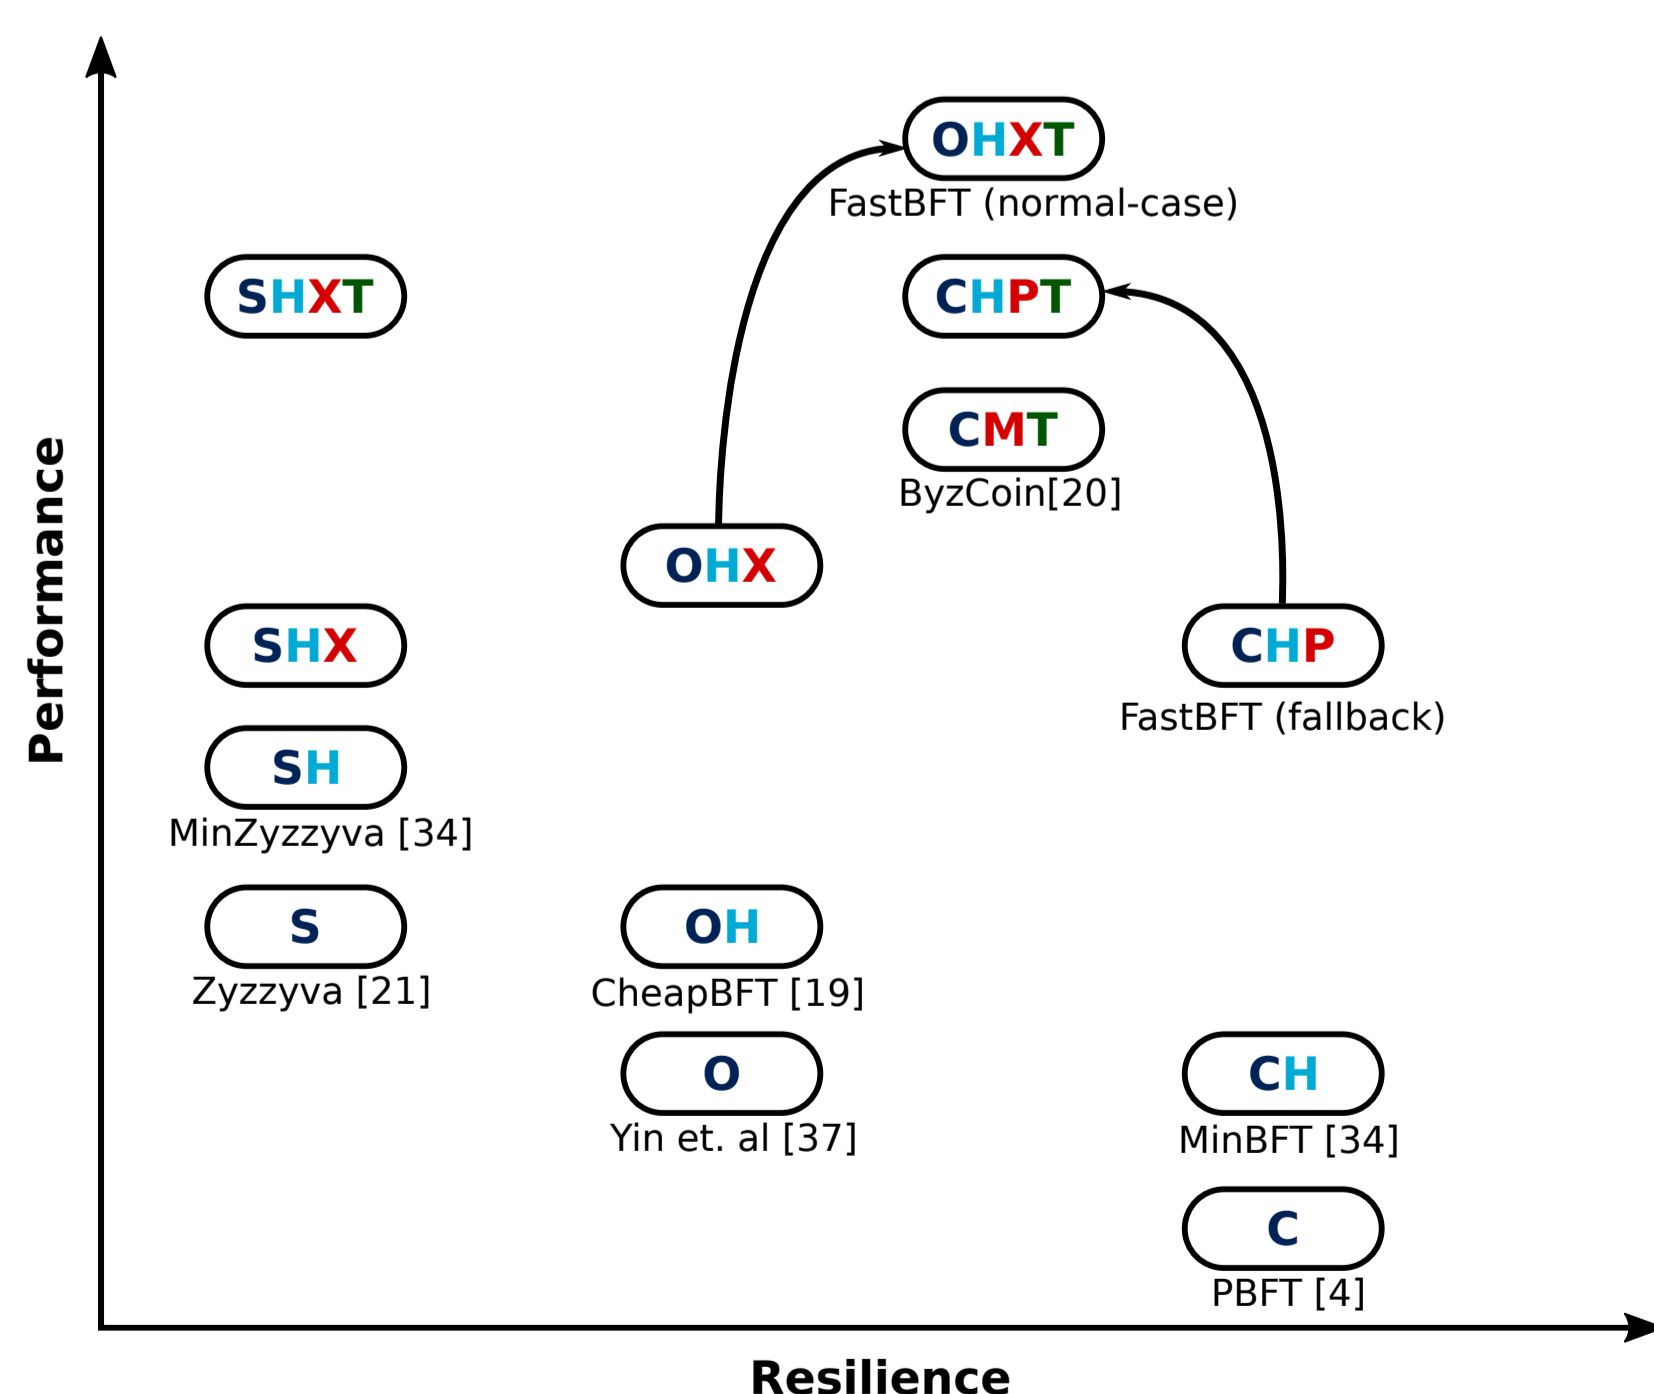 OHXT
FastBFT (normal-case)
SHXT
CHPT
CMT
ByzCoin[20]
OHX
SHX
CHP
FastBFT (fallback)
SH
MinZyzzyva [34]
S
Zyzzyva [21]
OH
CheapBFT [19]
O
Yin et. al [37]
CH
MinBFT [34]
C
PBFT [4]
Performance
Resilience